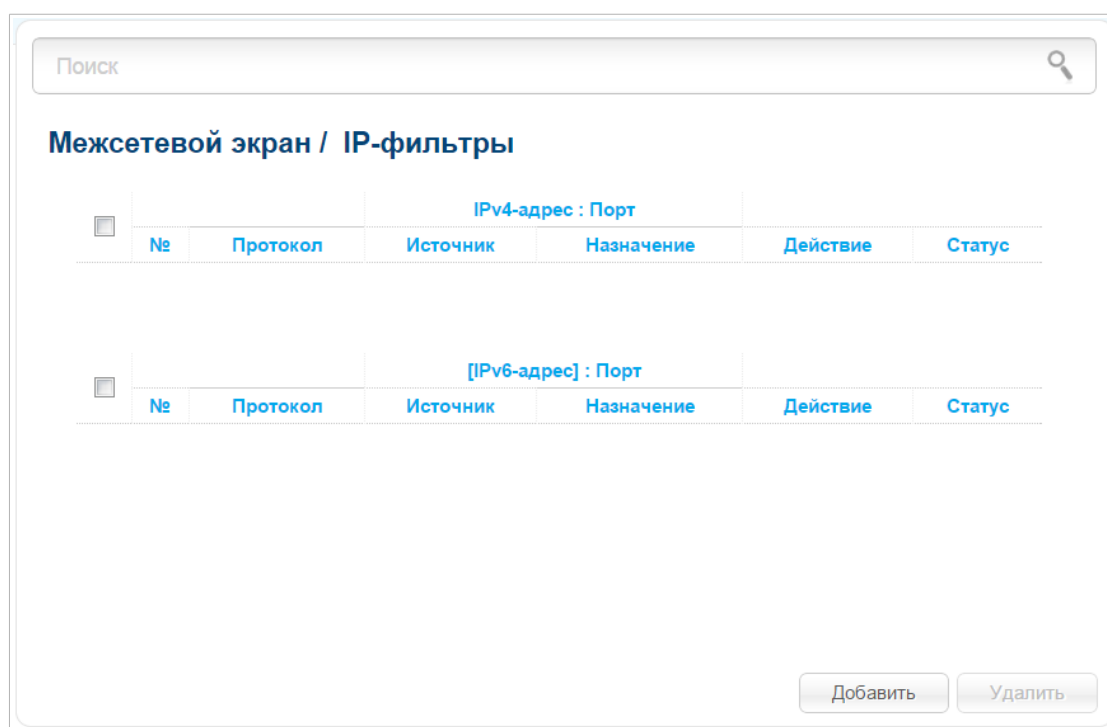 Поиск
Межсетевой экран / IP-фильтры
IPv4-адрес : Порт
№ Протокол Источник Назначение Действие Статус
[IPv6-адрес] : Порт
№ Протокол Источник Назначение Действие Статус
Добавить Удалить